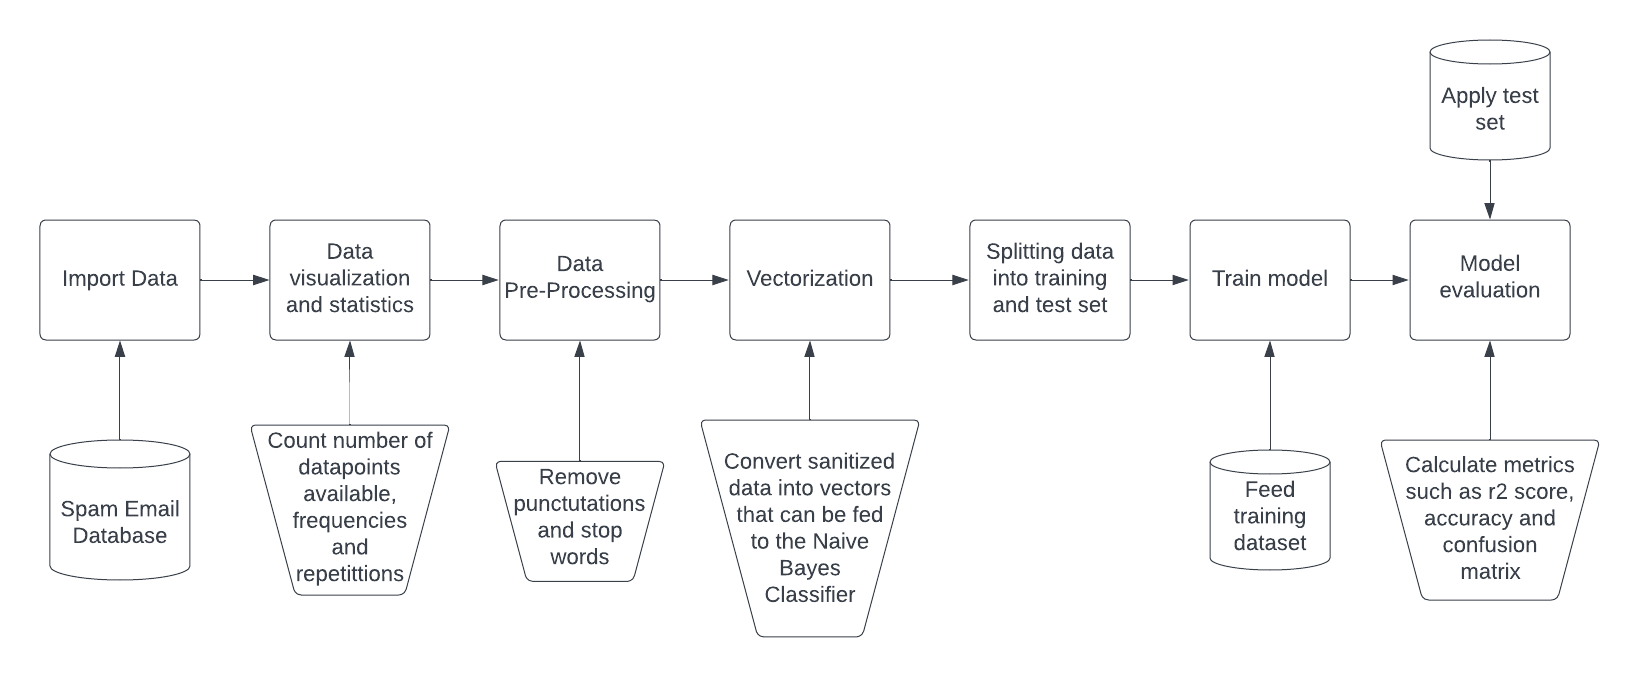 Apply test
set
Import Data
Data
visualization
and statistics
Data
Pre-Processing
Vectorization
Splitting data
into training
and test set
Train model
Model
evaluation
Spam Email
Database
Count number of
datapoints
available,
frequencies
and
repetittions
Remove
punctutations
and stop
words
Convert sanitized
data into vectors
that can be fed
to the Naive
Bayes
Classifier
Feed
training
dataset
Calculate metrics
such as r2 score,
accuracy and
confusion
matrix